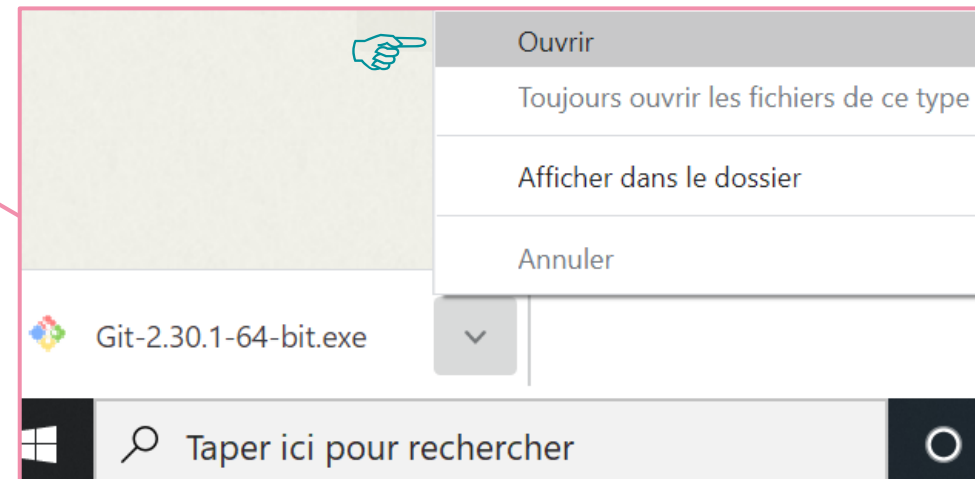 Ouvrir
Toujours ouvrir les fichiers de ce type
Afficher dans le dossier
Annuler
Git-2.30.1-64-bit.exe
Taper ici pour rechercher